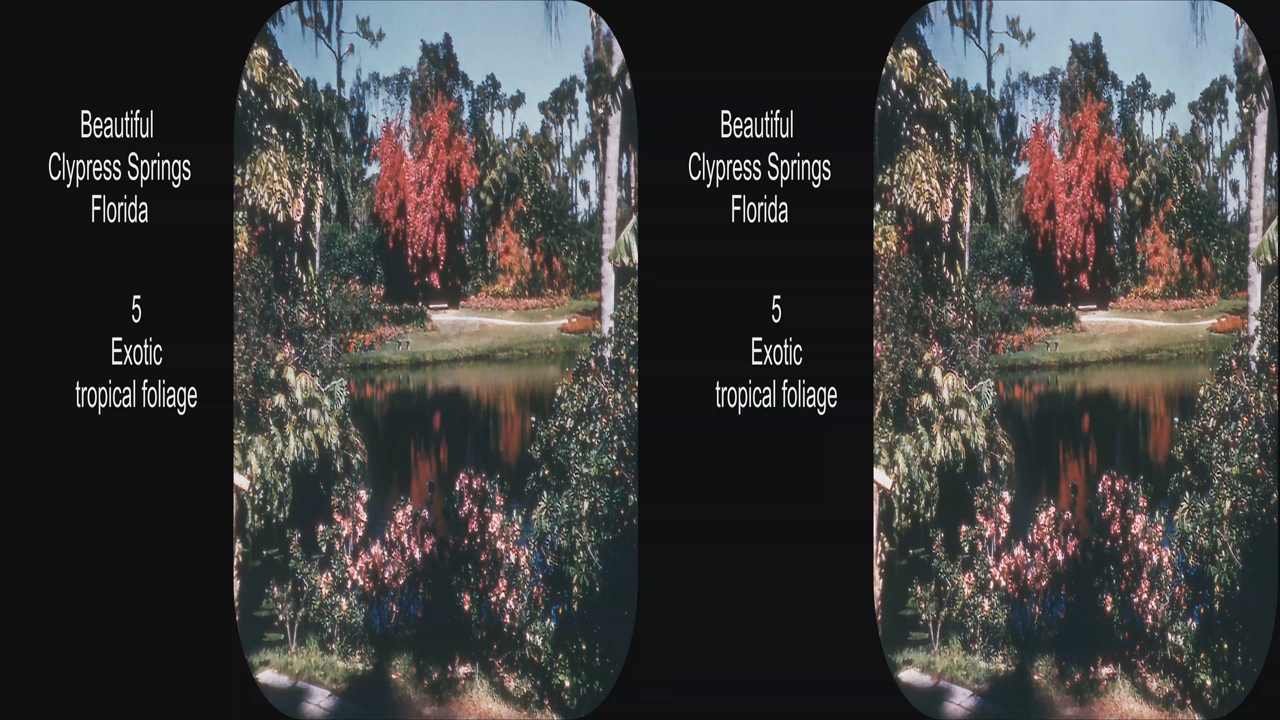 Beautiful
Clypress Springs
Florida
5
Exotic
tropical foliage
Beautiful
Clypress Springs
Florida
5
Exotic
tropical foliage